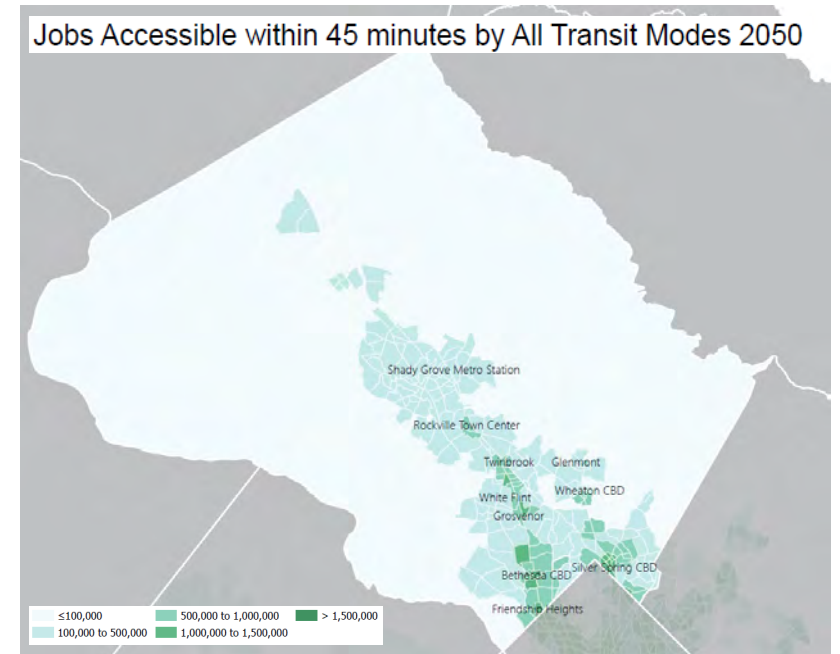 Jobs Accessible within 45 minutes by All Transit Modes 2050
Shady Grove Metro Station
Rockville Town Center
Twinbrook
Glenmont
White Flint
Wheaton CBD
Grosvenor
Bethesda CBD
Silver Spring CBD
Friendship Heights
≤100,000
500,000 to 1,000,000
> 1,500,000
100,000 to 500,000
1,000,000 to 1,500,000